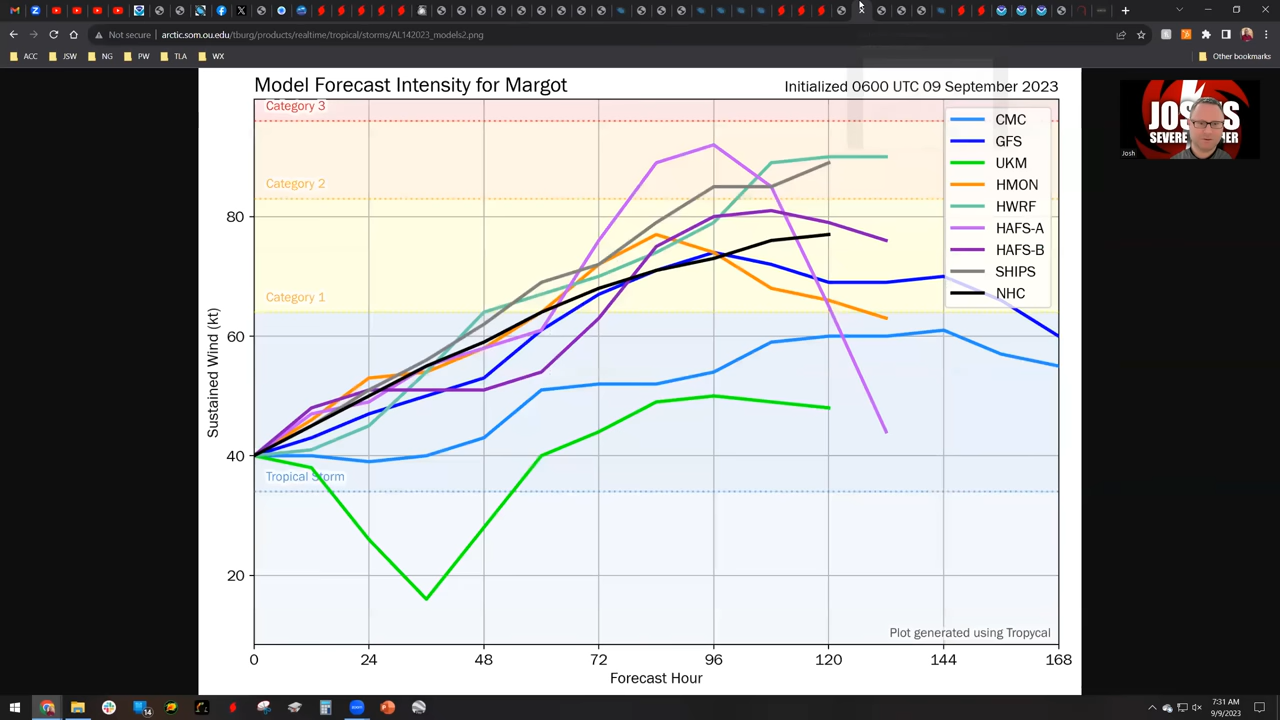 Not secure
arctic.som.ou.edu/tburg/products/realtime/tropical/storms/AL142023_models2.png
ACC
JSW
NG
PW
TLA
WX
Other bookmarks
Model Forecast Intensity for Margot
Initialized 0600 UTC 09 September 2023
Category 3
Category 2
Category 1
Tropical Storm
CMC
GFS
UKM
HMON
HWRF
HAFS-A
HAFS-B
SHIPS
NHC
80
60
40
20
Sustained Wind (kt)
Plot generated using Tropycal
0
24
48
72
96
120
144
168
Forecast Hour
Josh
14
7:31 AM
9/9/2023